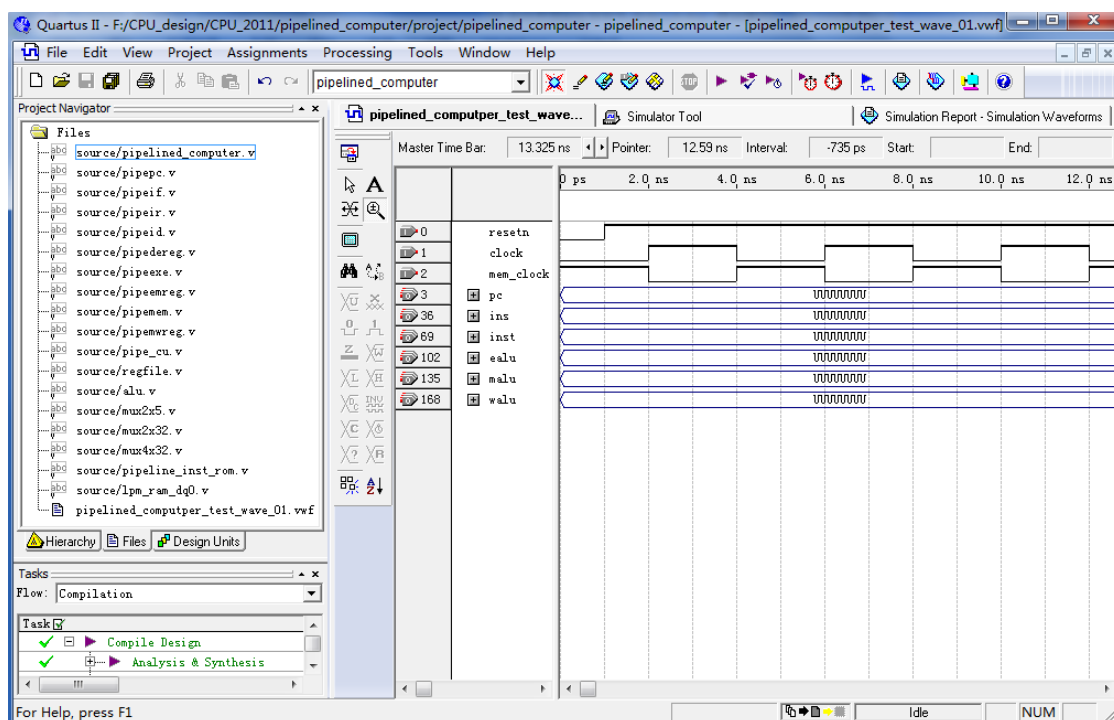 Quartus II - F:/CPU_design/CPU_2011/pipelined_computer/project/pipelined_computer - pipelined_computer - [pipelined_computper_test_wave_01.vwf]
File Edit View Project Assignments Processing Tools Window Help
pipelined_computer
Project Navigator
Files
source/pipelined_computer.v
source/pipepc.v
source/pipeif.v
source/pipeir.v
source/pipeid.v
source/pipedereg.v
source/pipeexe.v
source/pipeemreg.v
source/pipemem.v
source/pipemwreg.v
source/pipe_cu.v
source/regfile.v
source/alu.v
source/mux2x5.v
source/mux2x32.v
source/mux4x32.v
source/pipeline_inst_rom.v
source/lpm_ram_dq0.v
pipelined_computper_test_wave_01.vwf
Hierarchy Files Design Units
Tasks
Flow: Compilation
Task
Compile Design
Analysis & Synthesis
pipelined_computper_test_wave... Simulator Tool Simulation Report - Simulation Waveforms
Master Time Bar: 13.325 ns Pointer: 12.59 ns Interval: -735 ps Start: End:
0 ps 2.0 ns 4.0 ns 6.0 ns 8.0 ns 10.0 ns 12.0 ns
0 resetn
1 clock
2 mem_clock
3 pc
36 ins
69 inst
102 ealu
135 malu
168 walu
For Help, press F1 Idle NUM